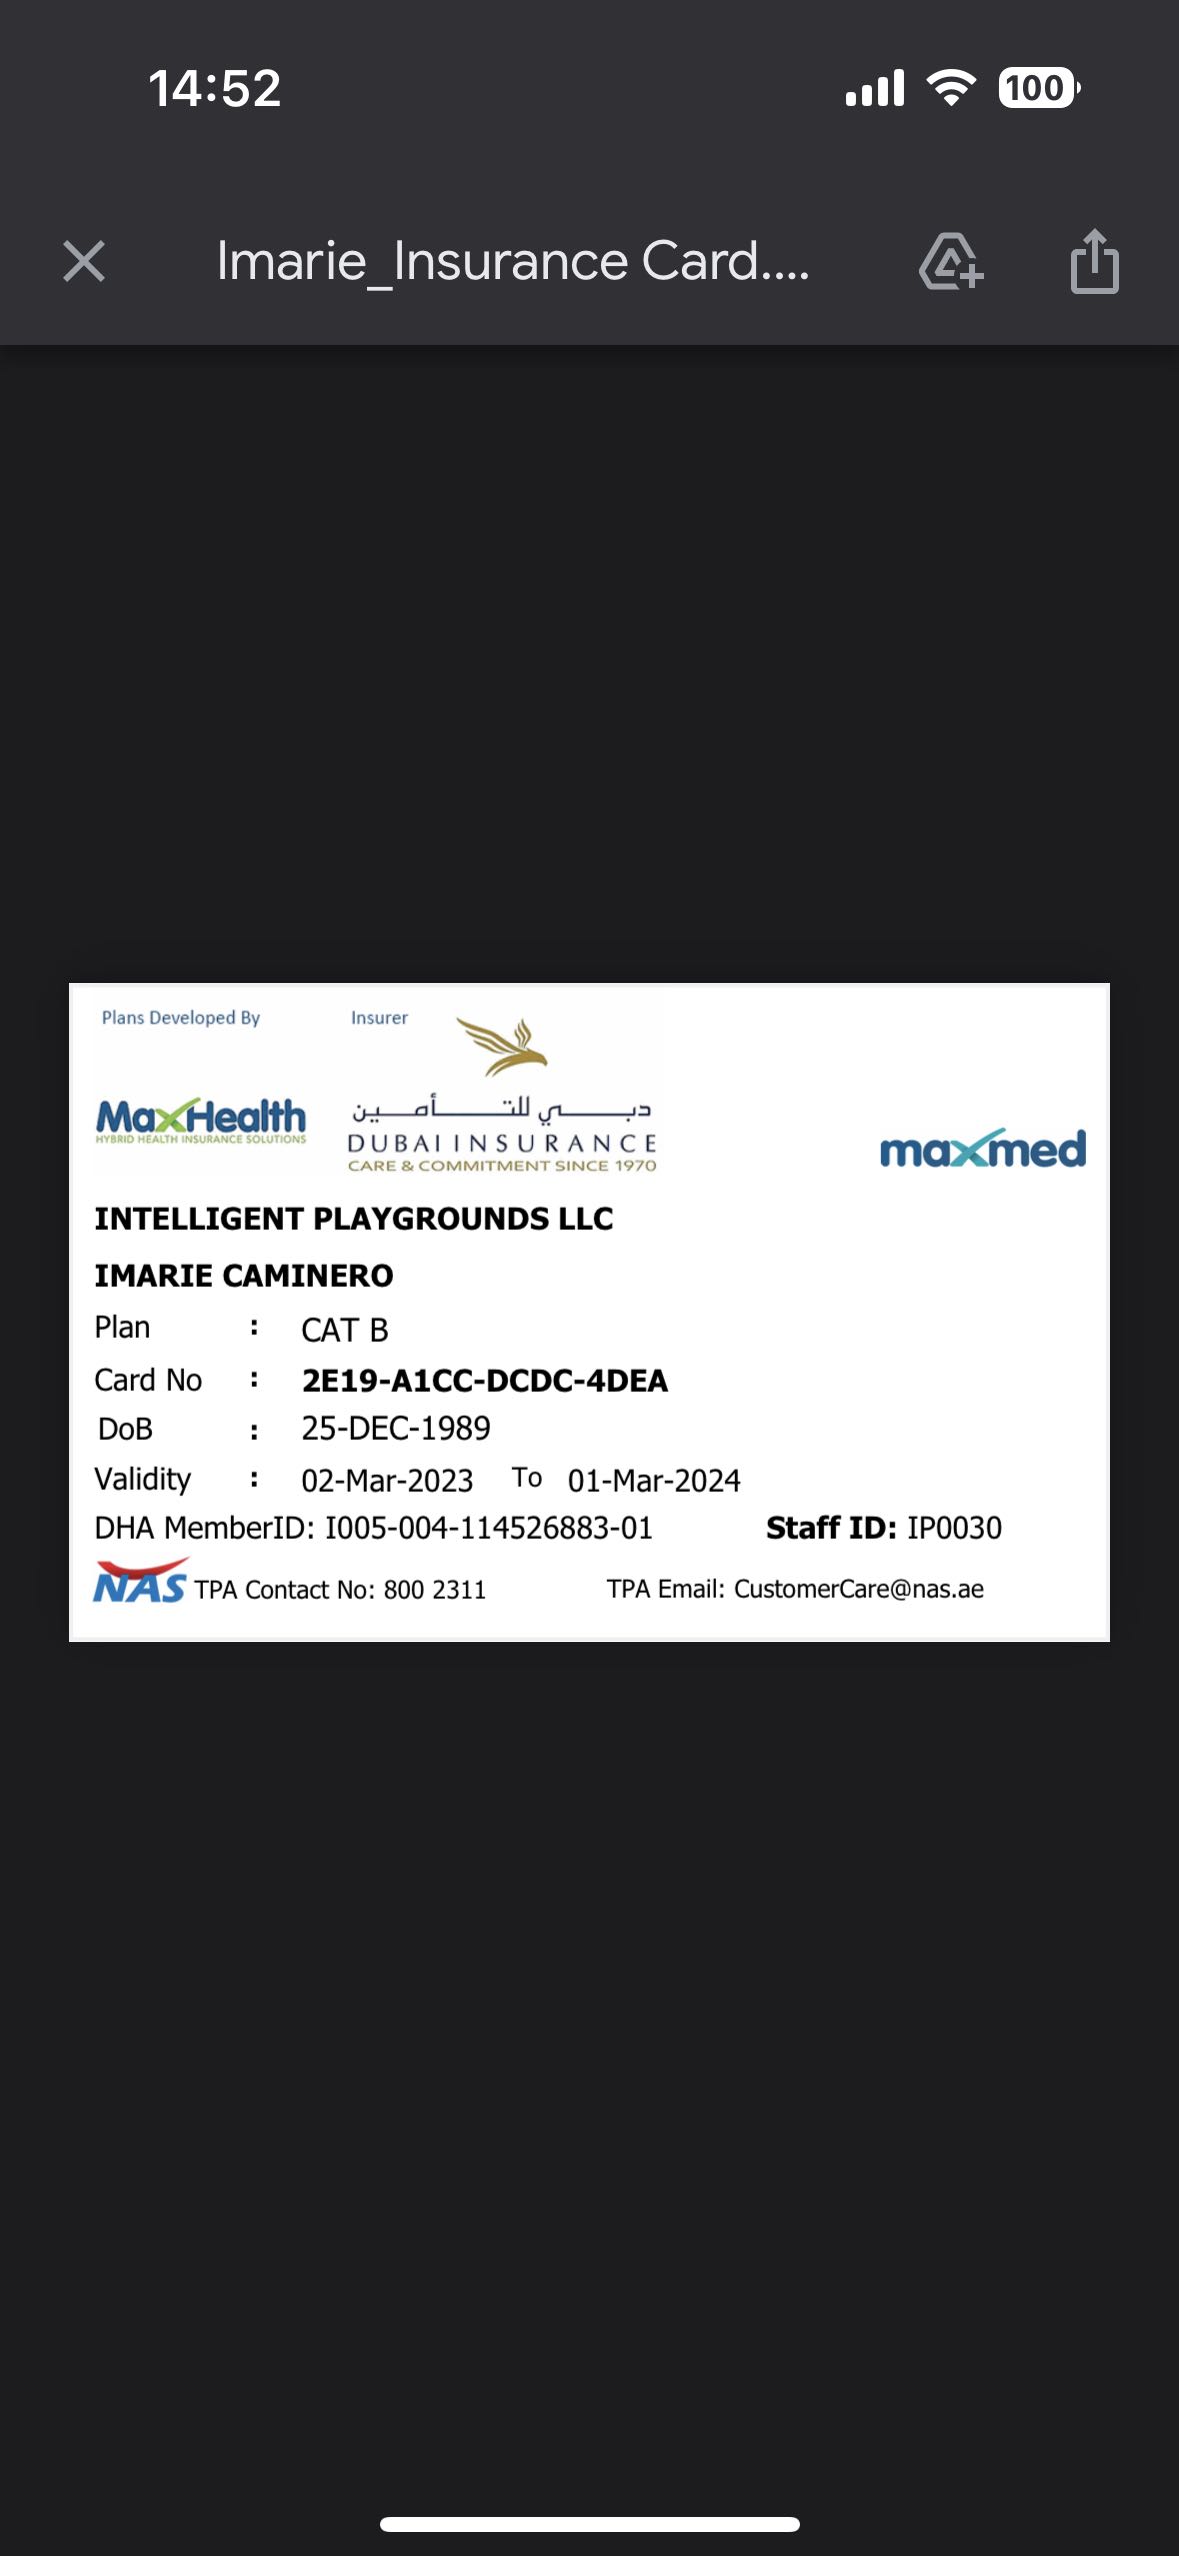 14:52
100
Imarie_Insurance Card....
Plans Developed By
Insurer
MaxHealth
HYBRID HEALTH INSURANCE SOLUTIONS
دبـــي للتـــأمـــين
DUBAI INSURANCE
CARE & COMMITMENT SINCE 1970
maxmed
INTELLIGENT PLAYGROUNDS LLC
IMARIE CAMINERO
Plan : CAT B
Card No : 2E19-A1CC-DCDC-4DEA
DoB : 25-DEC-1989
Validity : 02-Mar-2023 To 01-Mar-2024
DHA MemberID: I005-004-114526883-01 Staff ID: IP0030
NAS TPA Contact No: 800 2311 TPA Email: CustomerCare@nas.ae